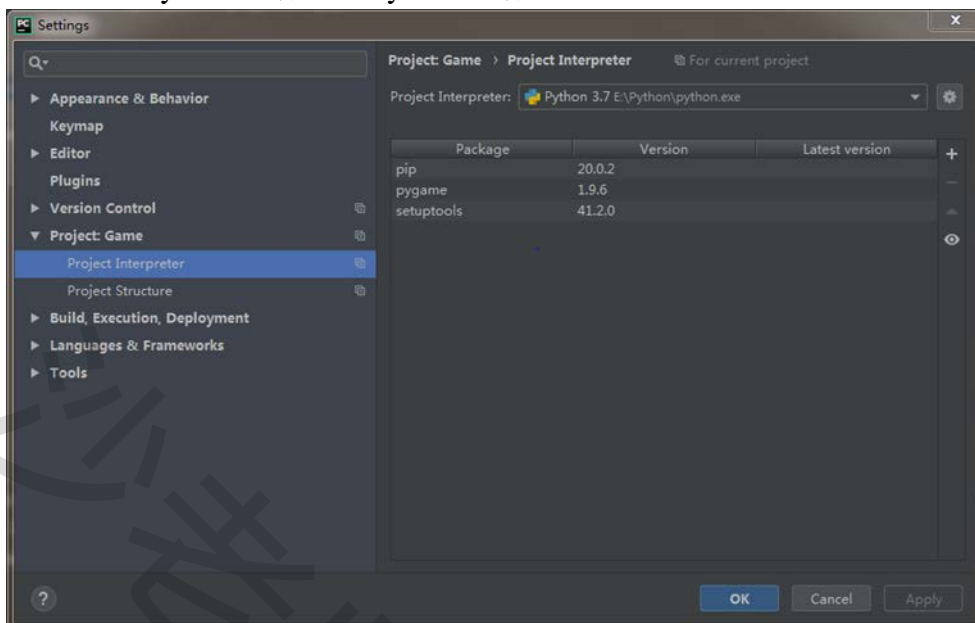 Settings
Appearance & Behavior
Keymap
Editor
Plugins
Version Control
Project: Game
Project Interpreter
Project Structure
Build, Execution, Deployment
Languages & Frameworks
Tools
Project: Game › Project Interpreter For current project
Project Interpreter: Python 3.7 E:\Python\python.exe
Package Version Latest version
pip 20.0.2
pygame 1.9.6
setuptools 41.2.0
?
OK Cancel Apply